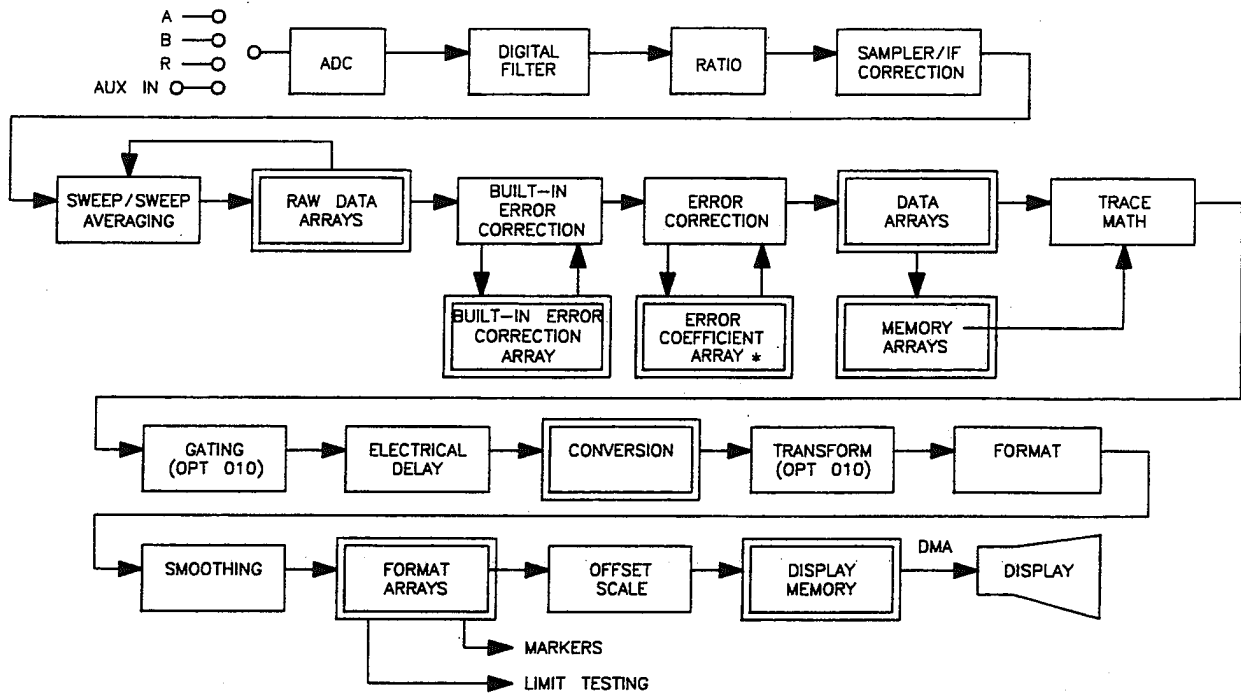 A
B
R
AUX IN
ADC
DIGITAL
FILTER
RATIO
SAMPLER/IF
CORRECTION
SWEEP/SWEEP
AVERAGING
RAW DATA
ARRAYS
BUILT-IN
ERROR
CORRECTION
ERROR
CORRECTION
DATA
ARRAYS
TRACE
MATH
BUILT-IN ERROR
CORRECTION
ARRAY
ERROR
COEFFICIENT
ARRAY *
MEMORY
ARRAYS
GATING
(OPT 010)
ELECTRICAL
DELAY
CONVERSION
TRANSFORM
(OPT 010)
FORMAT
SMOOTHING
FORMAT
ARRAYS
OFFSET
SCALE
DISPLAY
MEMORY
DMA
DISPLAY
MARKERS
LIMIT TESTING